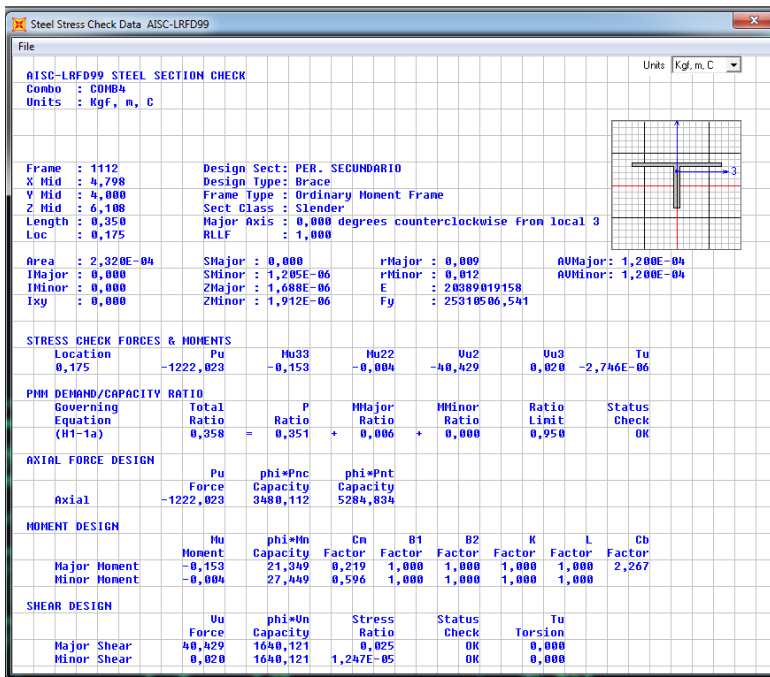 Steel Stress Check Data AISC-LRFD99
File
Units Kgf, m, C
AISC-LRFD99 STEEL SECTION CHECK
Combo : COMB4
Units : Kgf, m, C
3
Frame : 1112 Design Sect: PER. SECUNDARIO
X Mid : 4,798 Design Type: Brace
Y Mid : 4,000 Frame Type : Ordinary Moment Frame
Z Mid : 6,108 Sect Class : Slender
Length : 0,350 Major Axis : 0,000 degrees counterclockwise from local 3
Loc : 0,175 RLLF : 1,000
Area : 2,320E-04 SMajor : 0,000 rMajor : 0,009 AVMajor: 1,200E-04
IMajor : 0,000 SMinor : 1,205E-06 rMinor : 0,012 AVMinor: 1,200E-04
IMinor : 0,000 ZMajor : 1,688E-06 E : 20389019158
Ixy : 0,000 ZMinor : 1,912E-06 Fy : 25310506,541
STRESS CHECK FORCES & MOMENTS
Location Pu Mu33 Mu22 Vu2 Vu3 Tu
0,175 -1222,023 -0,153 -0,004 -40,429 0,020 -2,746E-06
PMM DEMAND/CAPACITY RATIO
Governing Total P MMajor MMinor Ratio Status
Equation Ratio Ratio Ratio Ratio Limit Check
(H1-1a) 0,358 = 0,351 + 0,006 + 0,000 0,950 OK
AXIAL FORCE DESIGN
Pu phi*Pnc phi*Pnt
Force Capacity Capacity
Axial -1222,023 3480,112 5284,834
MOMENT DESIGN
Mu phi*Mn Cm B1 B2 K L Cb
Moment Capacity Factor Factor Factor Factor Factor Factor
Major Moment -0,153 21,349 0,219 1,000 1,000 1,000 1,000 2,267
Minor Moment -0,004 27,449 0,596 1,000 1,000 1,000 1,000
SHEAR DESIGN
Vu phi*Vn Stress Status Tu
Force Capacity Ratio Check Torsion
Major Shear 40,429 1640,121 0,025 OK 0,000
Minor Shear 0,020 1640,121 1,247E-05 OK 0,000